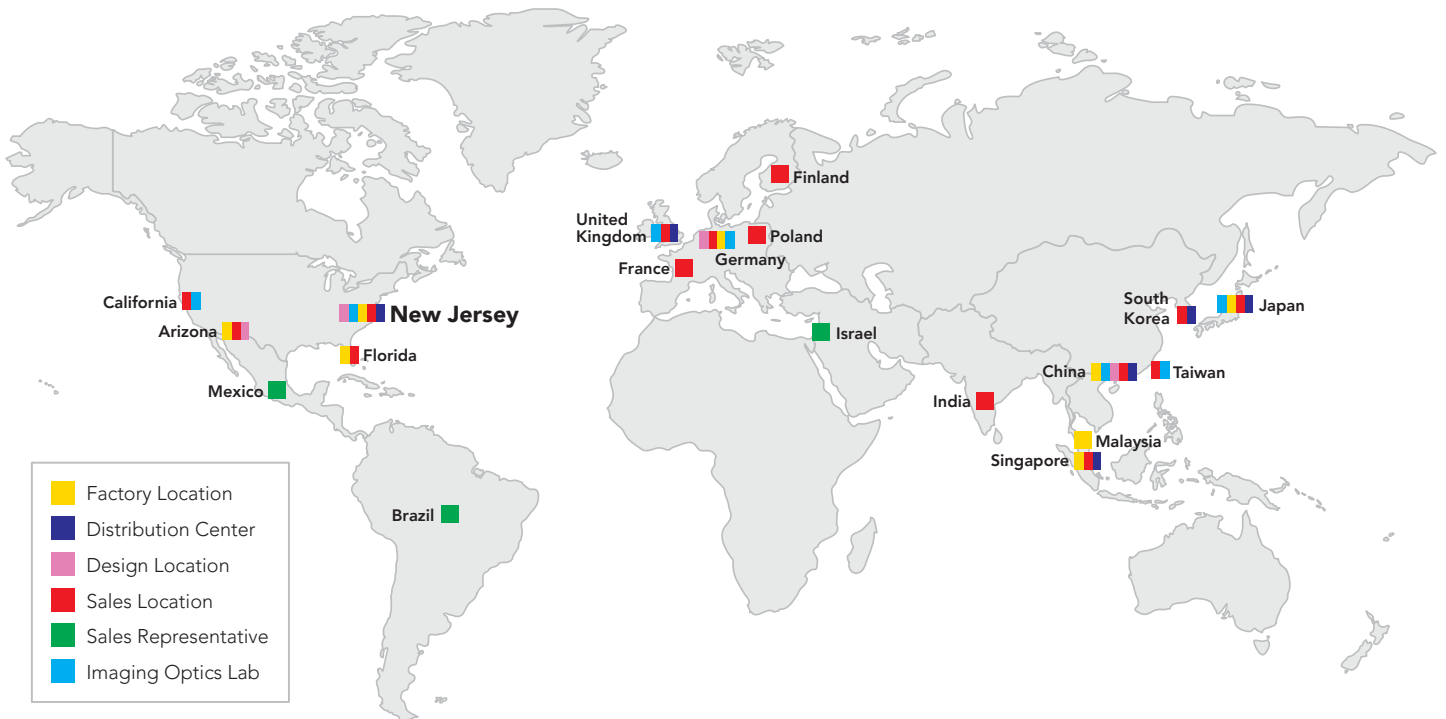 Finland
United
Kingdom
Poland
Germany
France
California
New Jersey
Arizona
Florida
Mexico
South
Korea
Japan
Israel
China
Taiwan
India
Malaysia
Singapore
Brazil
Factory Location
Distribution Center
Design Location
Sales Location
Sales Representative
Imaging Optics Lab